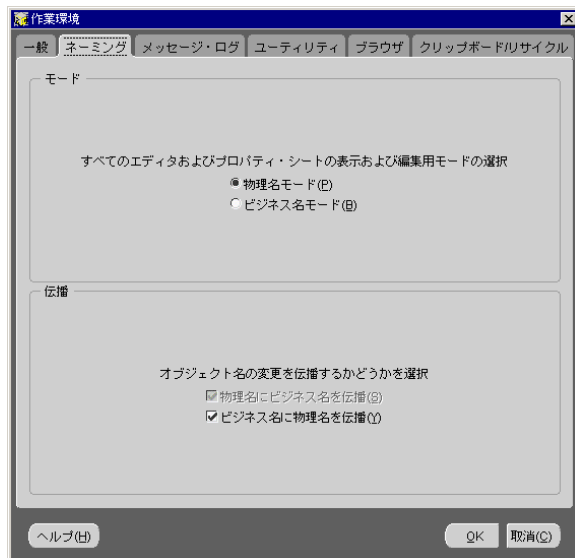 作業環境
一般 ネーミング メッセージ・ログ ユーティリティ ブラウザ クリップボード/リサイクル
モード
すべてのエディタおよびプロパティ・シートの表示および編集用モードの選択
物理名モード(P)
ビジネス名モード(B)
伝播
オブジェクト名の変更を伝播するかどうかを選択
物理名にビジネス名を伝播(S)
ビジネス名に物理名を伝播(Y)
ヘルプ(H) OK 取消(C)